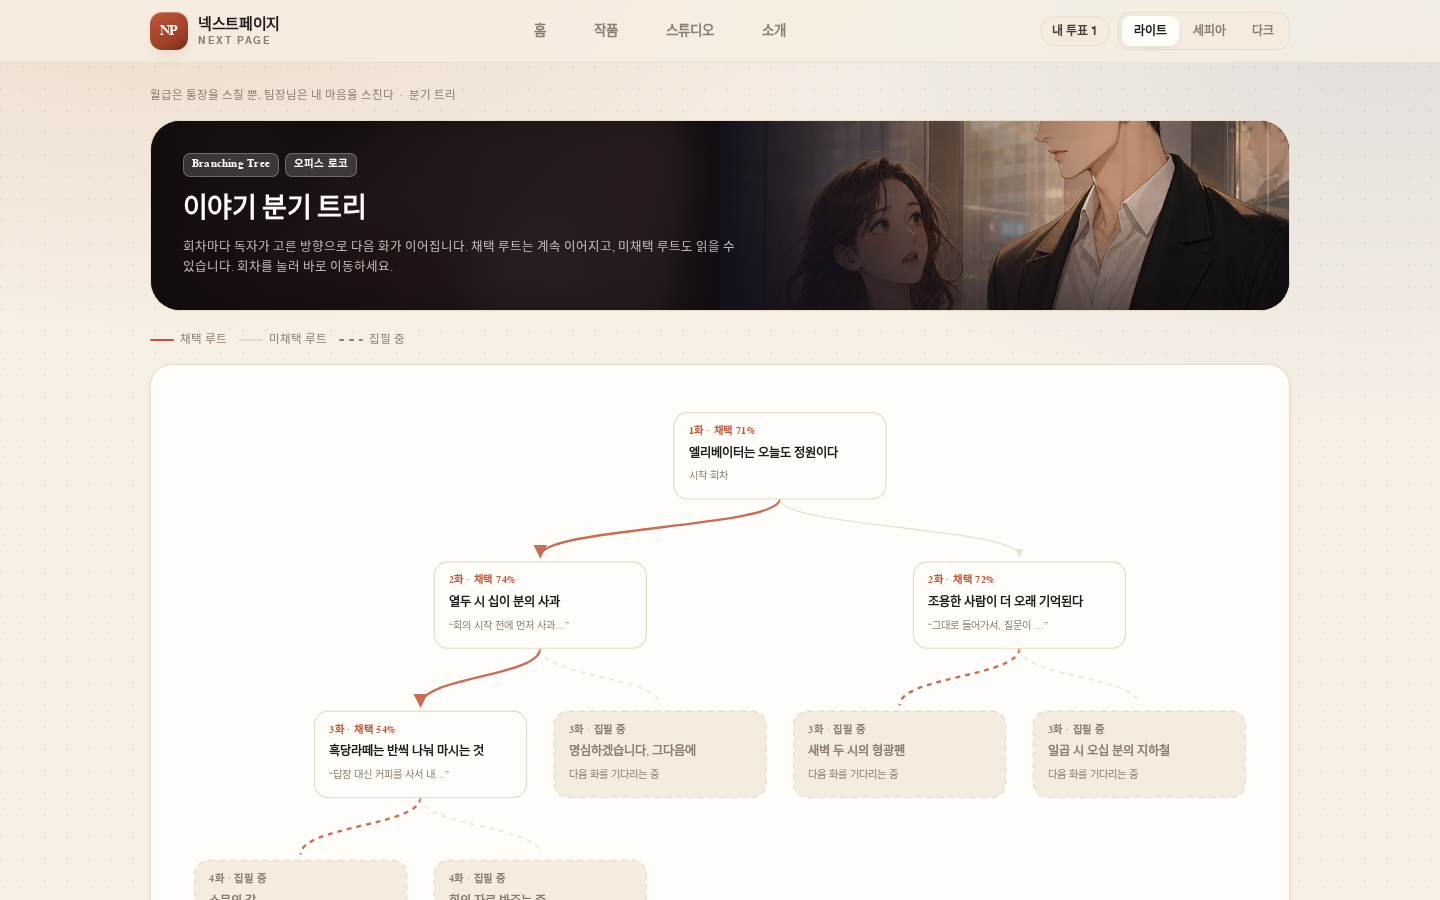 NP
넥스트페이지
NEXT PAGE
홈
작품
스튜디오
소개
내 투표 1
라이트
세피아
다크
월급은 통장을 스칠 뿐, 팀장님은 내 마음을 스친다 · 분기 트리
Branching Tree
오피스 로코
이야기 분기 트리
회차마다 독자가 고른 방향으로 다음 화가 이어집니다. 채택 루트는 계속 이어지고, 미채택 루트도 읽을 수
있습니다. 회차를 눌러 바로 이동하세요.
채택 루트
미채택 루트
집필 중
1화 · 채택 71%
엘리베이터는 오늘도 정원이다
시작 회차
2화 · 채택 74%
열두 시 십이 분의 사과
“회의 시작 전에 먼저 사과…”
2화 · 채택 72%
조용한 사람이 더 오래 기억된다
“그대로 들어가서, 질문이 …”
3화 · 채택 54%
흑당라떼는 반씩 나눠 마시는 것
“답장 대신 커피를 사서 내…”
3화 · 집필 중
명심하겠습니다, 그다음에
다음 화를 기다리는 중
3화 · 집필 중
새벽 두 시의 형광펜
다음 화를 기다리는 중
3화 · 집필 중
일곱 시 오십 분의 지하철
다음 화를 기다리는 중
4화 · 집필 중
4화 · 집필 중